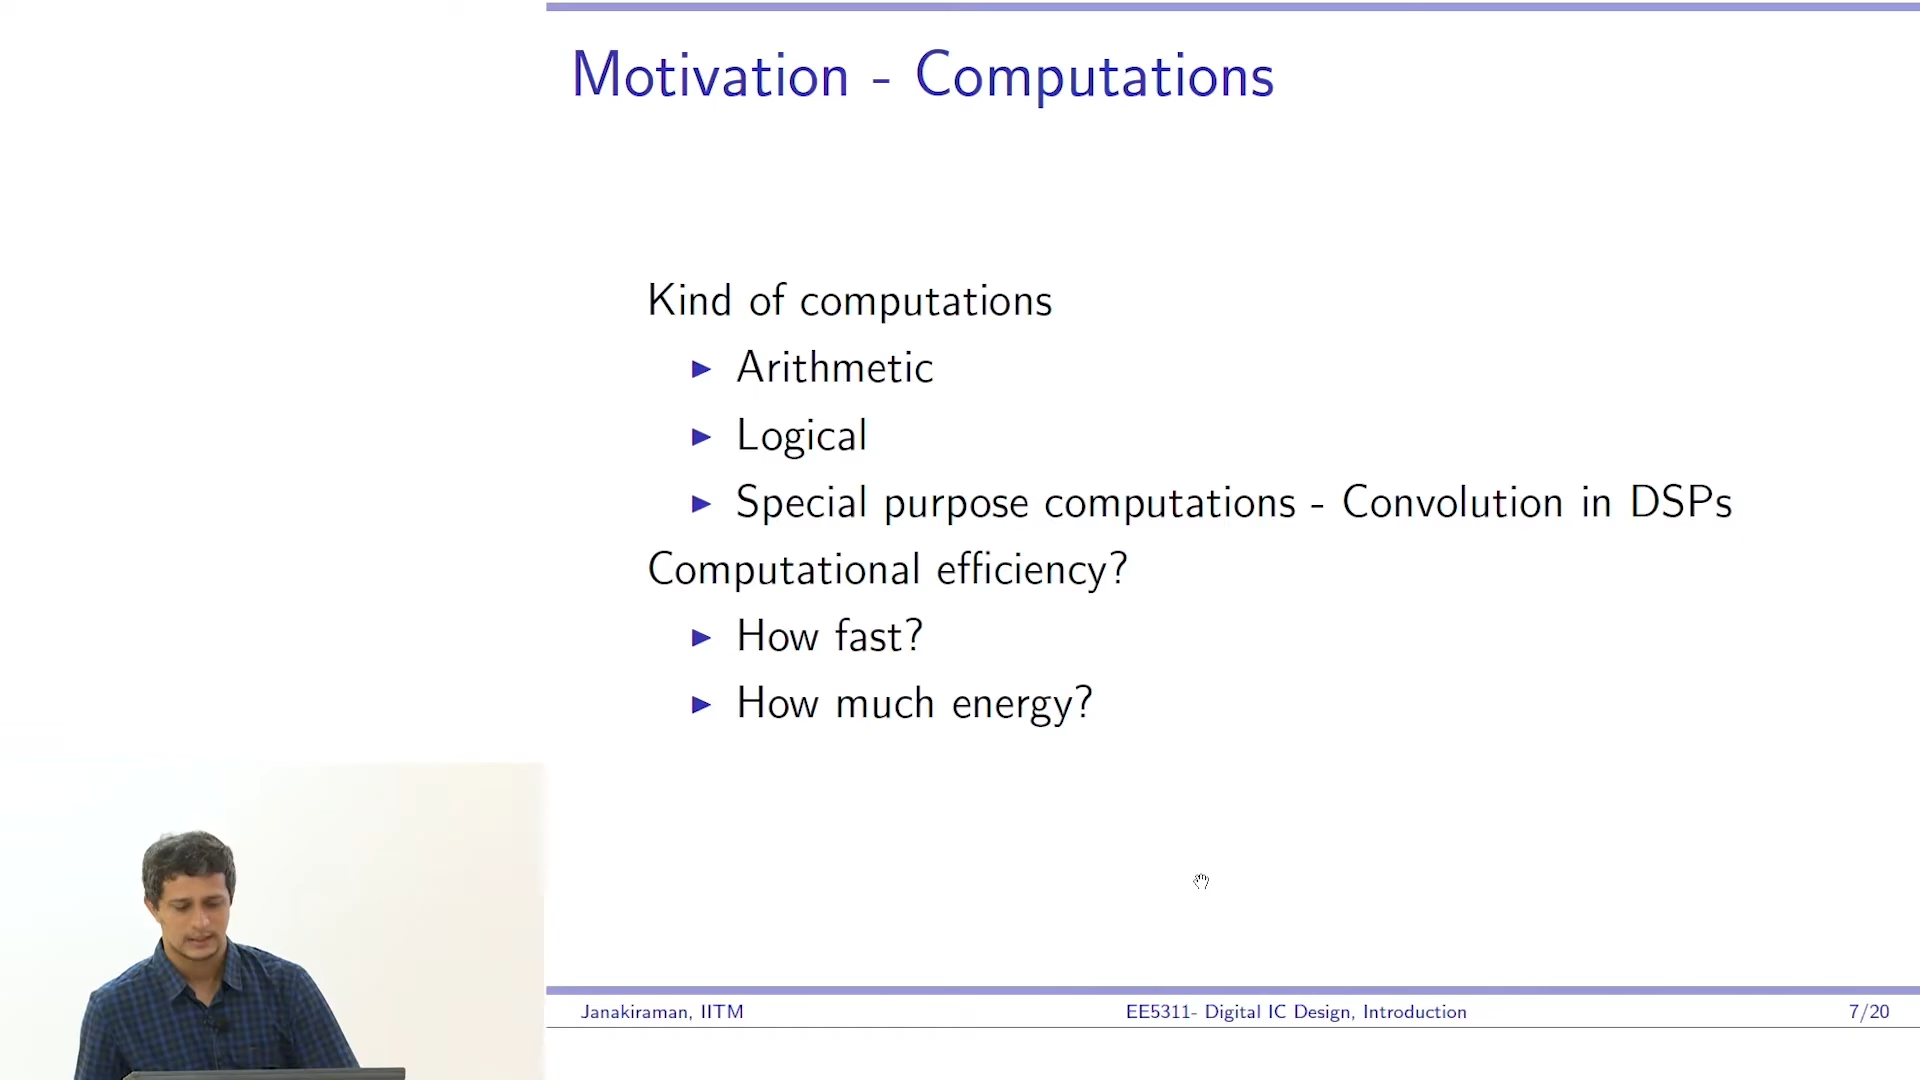 Motivation - Computations
Kind of computations
▶ Arithmetic
▶ Logical
▶ Special purpose computations - Convolution in DSPs
Computational efficiency?
▶ How fast?
▶ How much energy?
Janakiraman, IITM
EE5311- Digital IC Design, Introduction
7/20